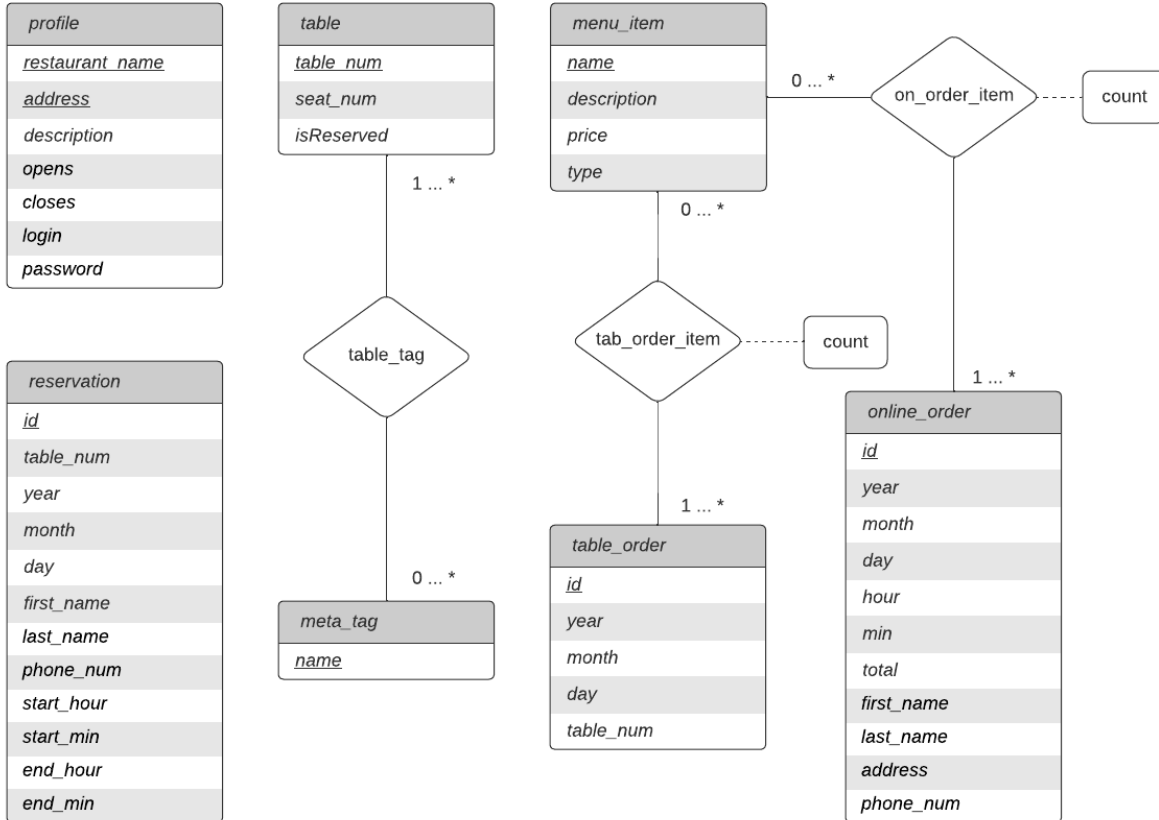 profile
restaurant_name
address
description
opens
closes
login
password
table
table_num
seat_num
isReserved
1 ... *
table_tag
0 ... *
meta_tag
name
menu_item
name
description
price
type
0 ... *
on_order_item
count
0 ... *
tab_order_item
count
1 ... *
table_order
id
year
month
day
table_num
1 ... *
online_order
id
year
month
day
hour
min
total
first_name
last_name
address
phone_num
reservation
id
table_num
year
month
day
first_name
last_name
phone_num
start_hour
start_min
end_hour
end_min